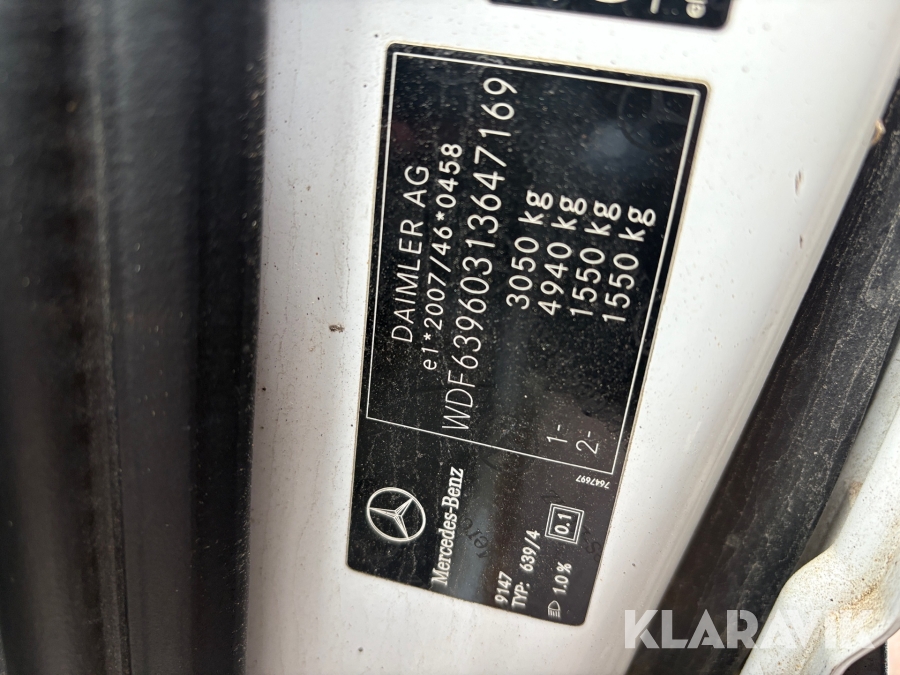 DAIMLER AG
e1*2007/46*0458
WDF63960313647169
3050 kg
4940 kg
1- 1550 kg
2- 1550 kg
7647697
Mercedes-Benz
9147
TYP: 639/4
1.0 % 0.1
KLARAVIK